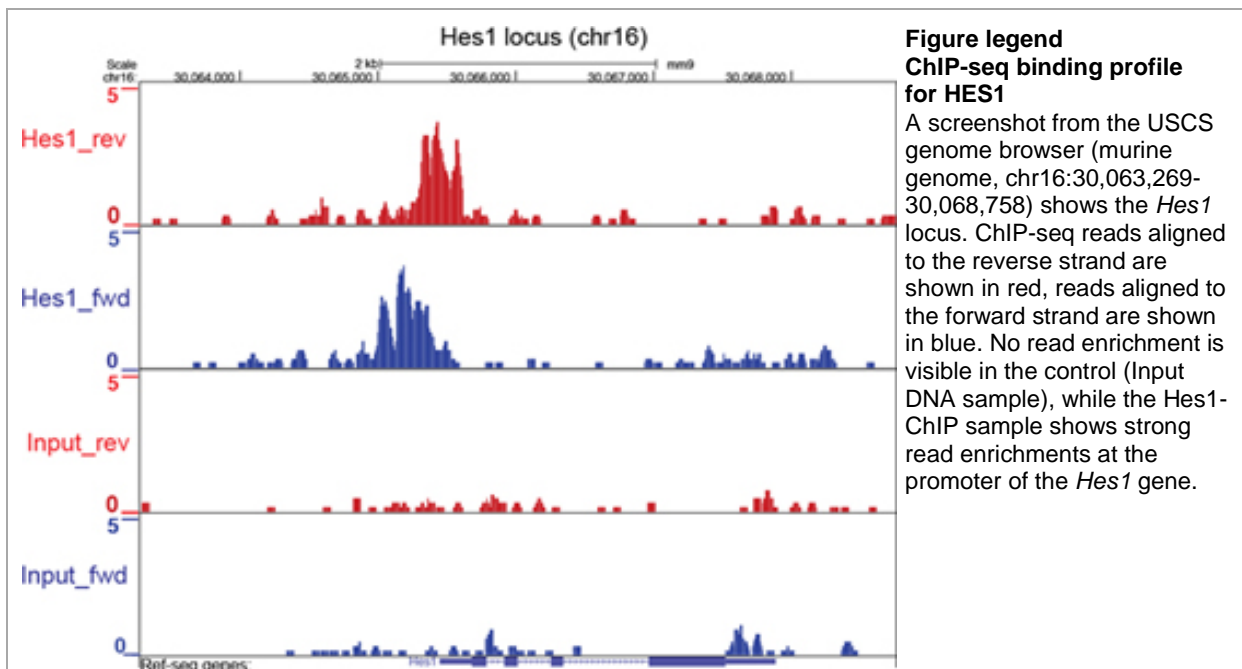 Hes1 locus (chr16)
Scale
2 kb
mm9
chr16:
30,064,000
30,065,000
30,066,000
30,067,000
30,068,000
5
Hes1_rev
0
5
Hes1_fwd
0
5
Input_rev
0
5
Input_fwd
0
Ref-seq genes:
Hes1
Figure legend
ChIP-seq binding profile
for HES1
A screenshot from the USCS
genome browser (murine
genome, chr16:30,063,269-
30,068,758) shows the Hes1
locus. ChIP-seq reads aligned
to the reverse strand are
shown in red, reads aligned to
the forward strand are shown
in blue. No read enrichment is
visible in the control (Input
DNA sample), while the Hes1-
ChIP sample shows strong
read enrichments at the
promoter of the Hes1 gene.